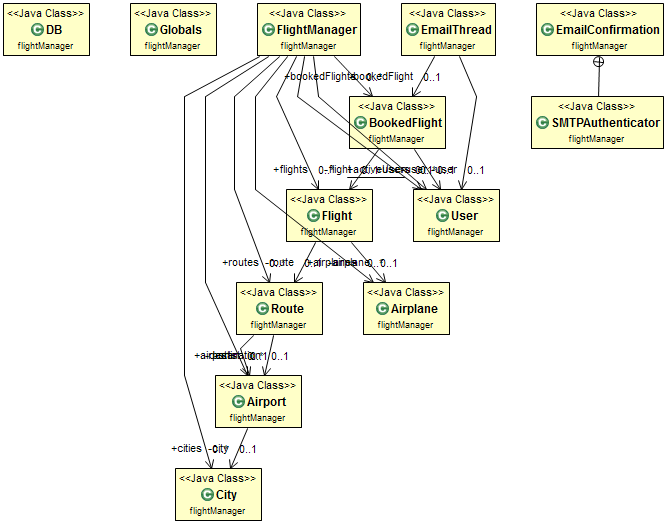 <<Java Class>>
DB
flightManager
<<Java Class>>
Globals
flightManager
<<Java Class>>
FlightManager
flightManager
<<Java Class>>
EmailThread
flightManager
<<Java Class>>
EmailConfirmation
flightManager
+bookedFlights
-bookedFlight
0..1
<<Java Class>>
BookedFlight
flightManager
<<Java Class>>
SMTPAuthenticator
flightManager
+flights
-flight
0..1
+activeUsers
-user
0..1
<<Java Class>>
Flight
flightManager
<<Java Class>>
User
flightManager
+routes
-route
0..1
+airplanes
0..1
<<Java Class>>
Route
flightManager
<<Java Class>>
Airplane
flightManager
0..1
0..1
<<Java Class>>
Airport
flightManager
+cities
-city
0..1
<<Java Class>>
City
flightManager